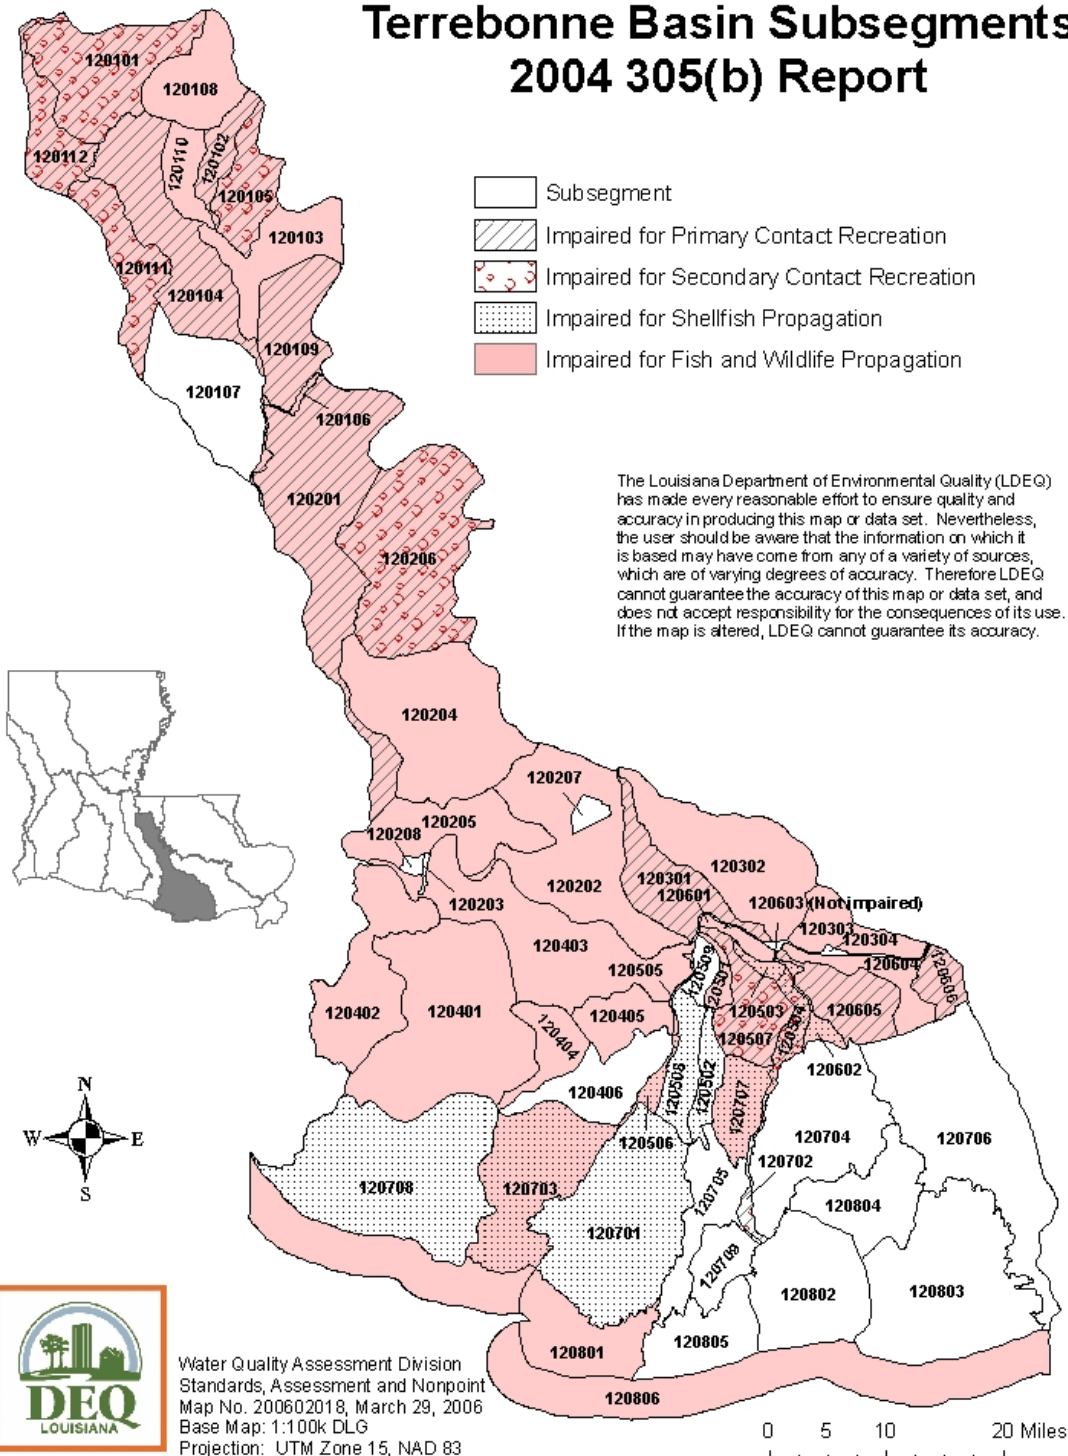 Terrebonne Basin Subsegments
2004 305(b) Report
Subsegment
Impaired for Primary Contact Recreation
Impaired for Secondary Contact Recreation
Impaired for Shellfish Propagation
Impaired for Fish and Wildlife Propagation
120101
120108
120112
120110
120102
120105
120103
120111
120104
120109
120107
120106
120201
120206
The Louisiana Department of Environmental Quality (LDEQ)
has made every reasonable effort to ensure quality and
accuracy in producing this map or data set. Nevertheless,
the user should be aware that the information on which it
is based may have come from any of a variety of sources,
which are of varying degrees of accuracy. Therefore LDEQ
cannot guarantee the accuracy of this map or data set, and
does not accept responsibility for the consequences of its use.
If the map is altered, LDEQ cannot guarantee its accuracy.
120204
120207
120205
120208
120302
120301
120202
120601
120203
120603 (Not impaired)
120303
120304
120403
120505
120509
120604
120606
120501
120402
120401
120405
120503
120605
120504
120404
120507
120602
120406
120508
120502
120707
120506
120704
120706
120702
120708
120703
120705
120804
120701
120709
120802
120803
120805
120801
120806
N
W E
S
DEQ
LOUISIANA
Water Quality Assessment Division
Standards, Assessment and Nonpoint
Map No. 200602018, March 29, 2006
Base Map: 1:100k DLG
Projection: UTM Zone 15, NAD 83
0 5 10 20 Miles